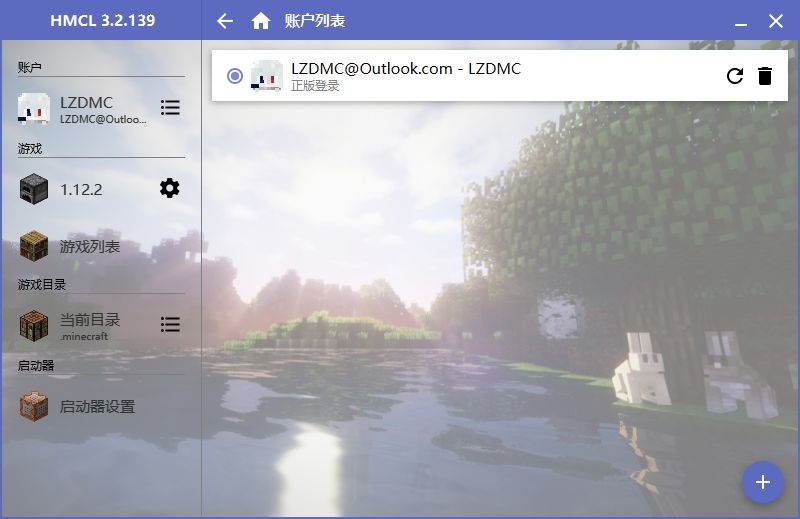 HMCL 3.2.139
账户列表
账户
LZDMC
LZDMC@Outloo...
游戏
1.12.2
游戏列表
游戏目录
当前目录
.minecraft
启动器
启动器设置
LZDMC@Outlook.com - LZDMC
正版登录